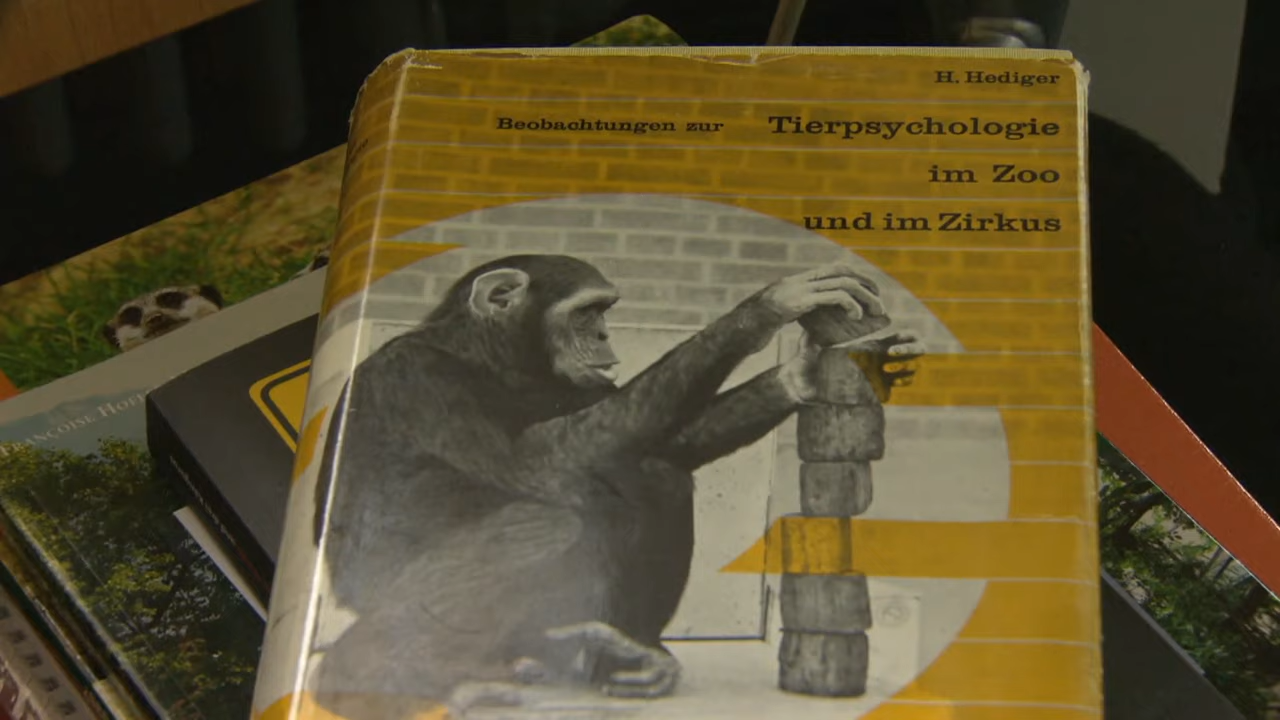 H. Hediger
Beobachtungen zur Tierpsychologie
im Zoo
und im Zirkus